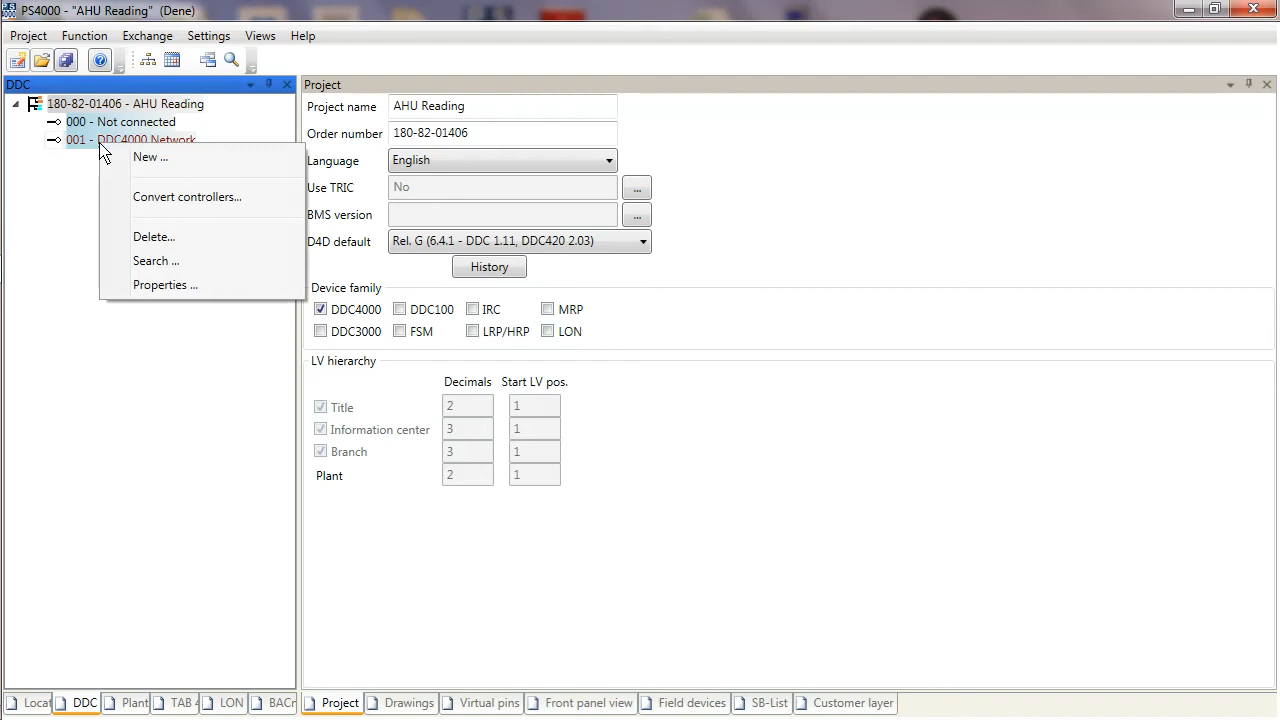 PS4000 - "AHU Reading" (Dene)
Project Function Exchange Settings Views Help
DDC
180-82-01406 - AHU Reading
000 - Not connected
001 - DDC4000 Network
New ...
Convert controllers...
Delete...
Search ...
Properties ...
Project
Project name AHU Reading
Order number 180-82-01406
Language English
Use TRIC No ...
BMS version ...
D4D default Rel. G (6.4.1 - DDC 1.11, DDC420 2.03)
History
Device family
DDC4000 DDC100 IRC MRP
DDC3000 FSM LRP/HRP LON
LV hierarchy
Decimals Start LV pos.
Title 2 1
Information center 3 1
Branch 3 1
Plant 2 1
Locat DDC Plant TAB 4 LON BACr
Project Drawings Virtual pins Front panel view Field devices SB-List Customer layer